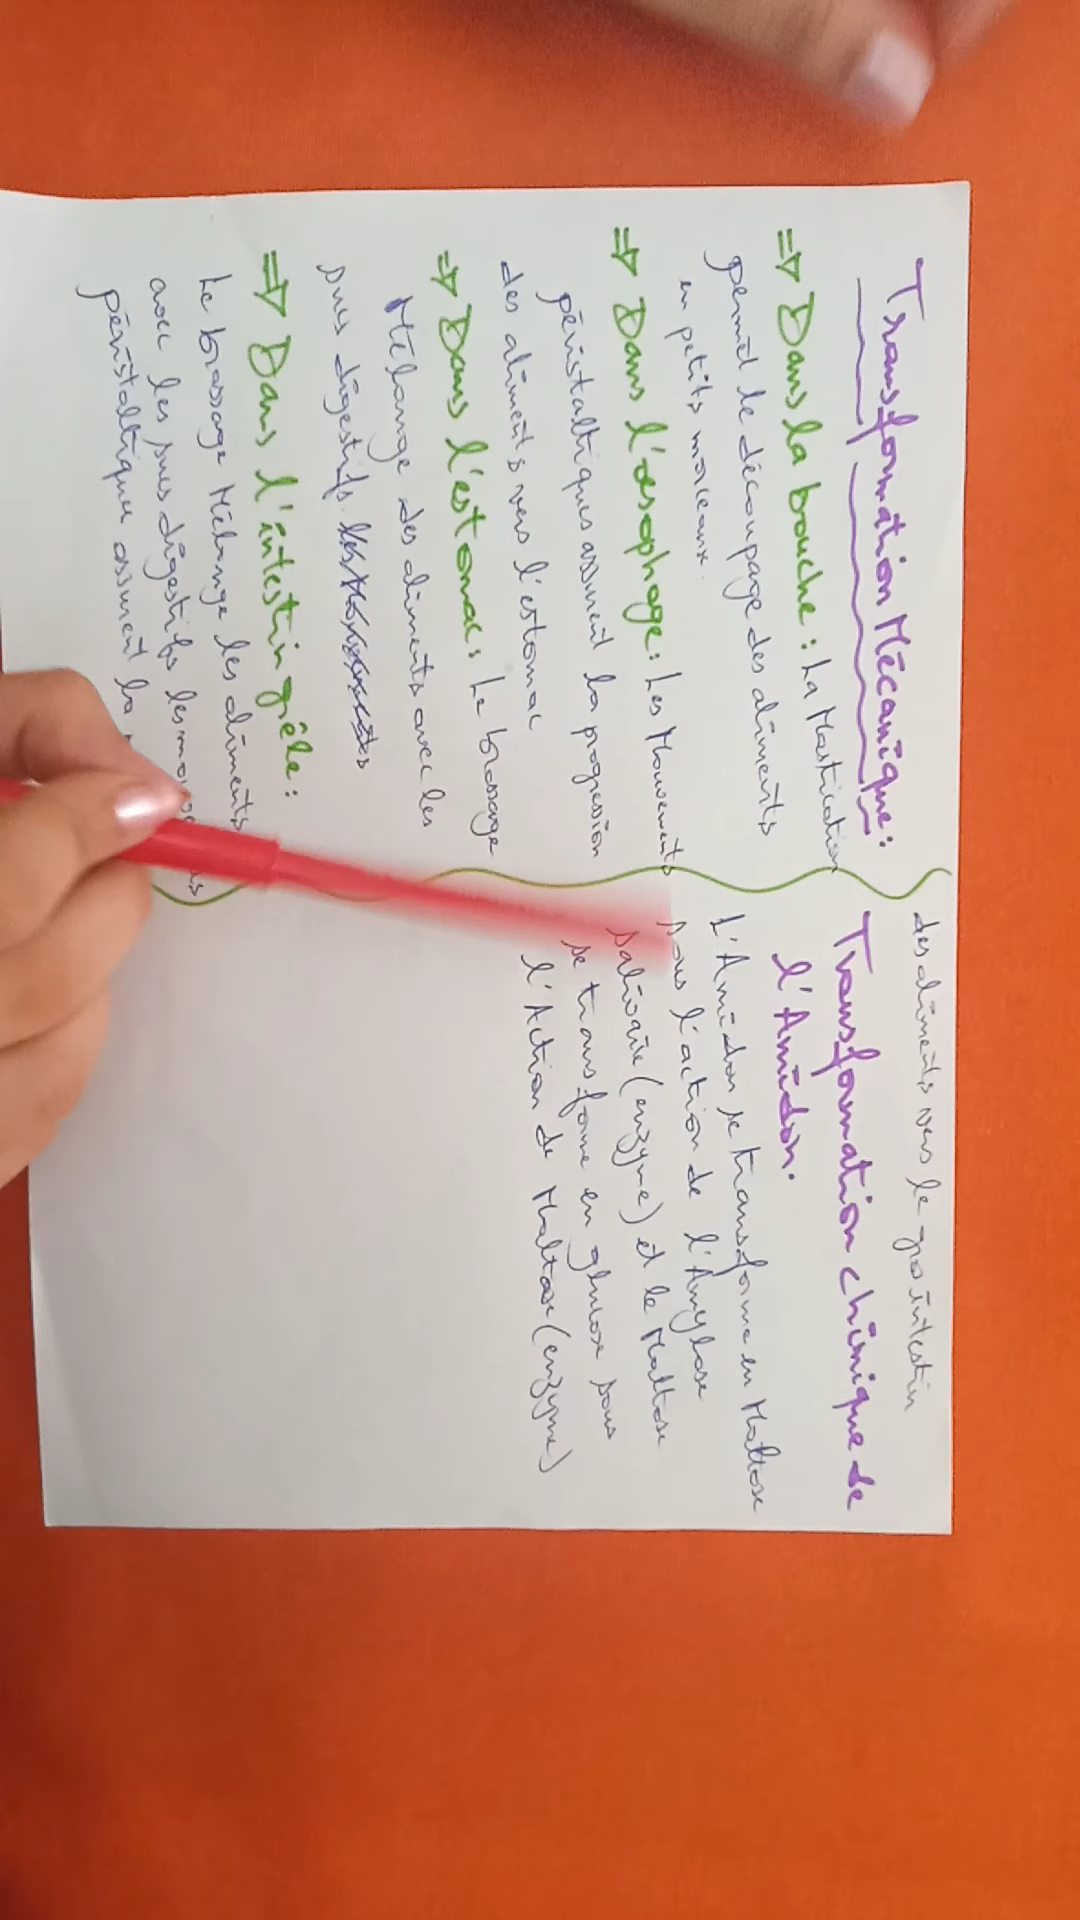 Transformation Mécanique:
=> Dans la bouche : La Mastication
permet le découpage des aliments
en petits morceaux.
=> Dans l'œsophage : Les Mouvements
péristaltiques assurent la progression
des aliments vers l'estomac
=> Dans l'estomac : Le brassage
Mélange des aliments avec les
sucs digestifs.
=> Dans l'intestin grêle :
Le brassage Mélange les aliments
avec les sucs digestifs les
péristaltiques assurent la
des aliments vers le gro intestin
Transformation chimique de
l'Amidon.
L'Amidon se transforme en Maltose
sous l'action de l'Amylase
salivaire (enzyme) et le Maltose
se transforme en glucose sous
l'Action de Maltase (enzyme)